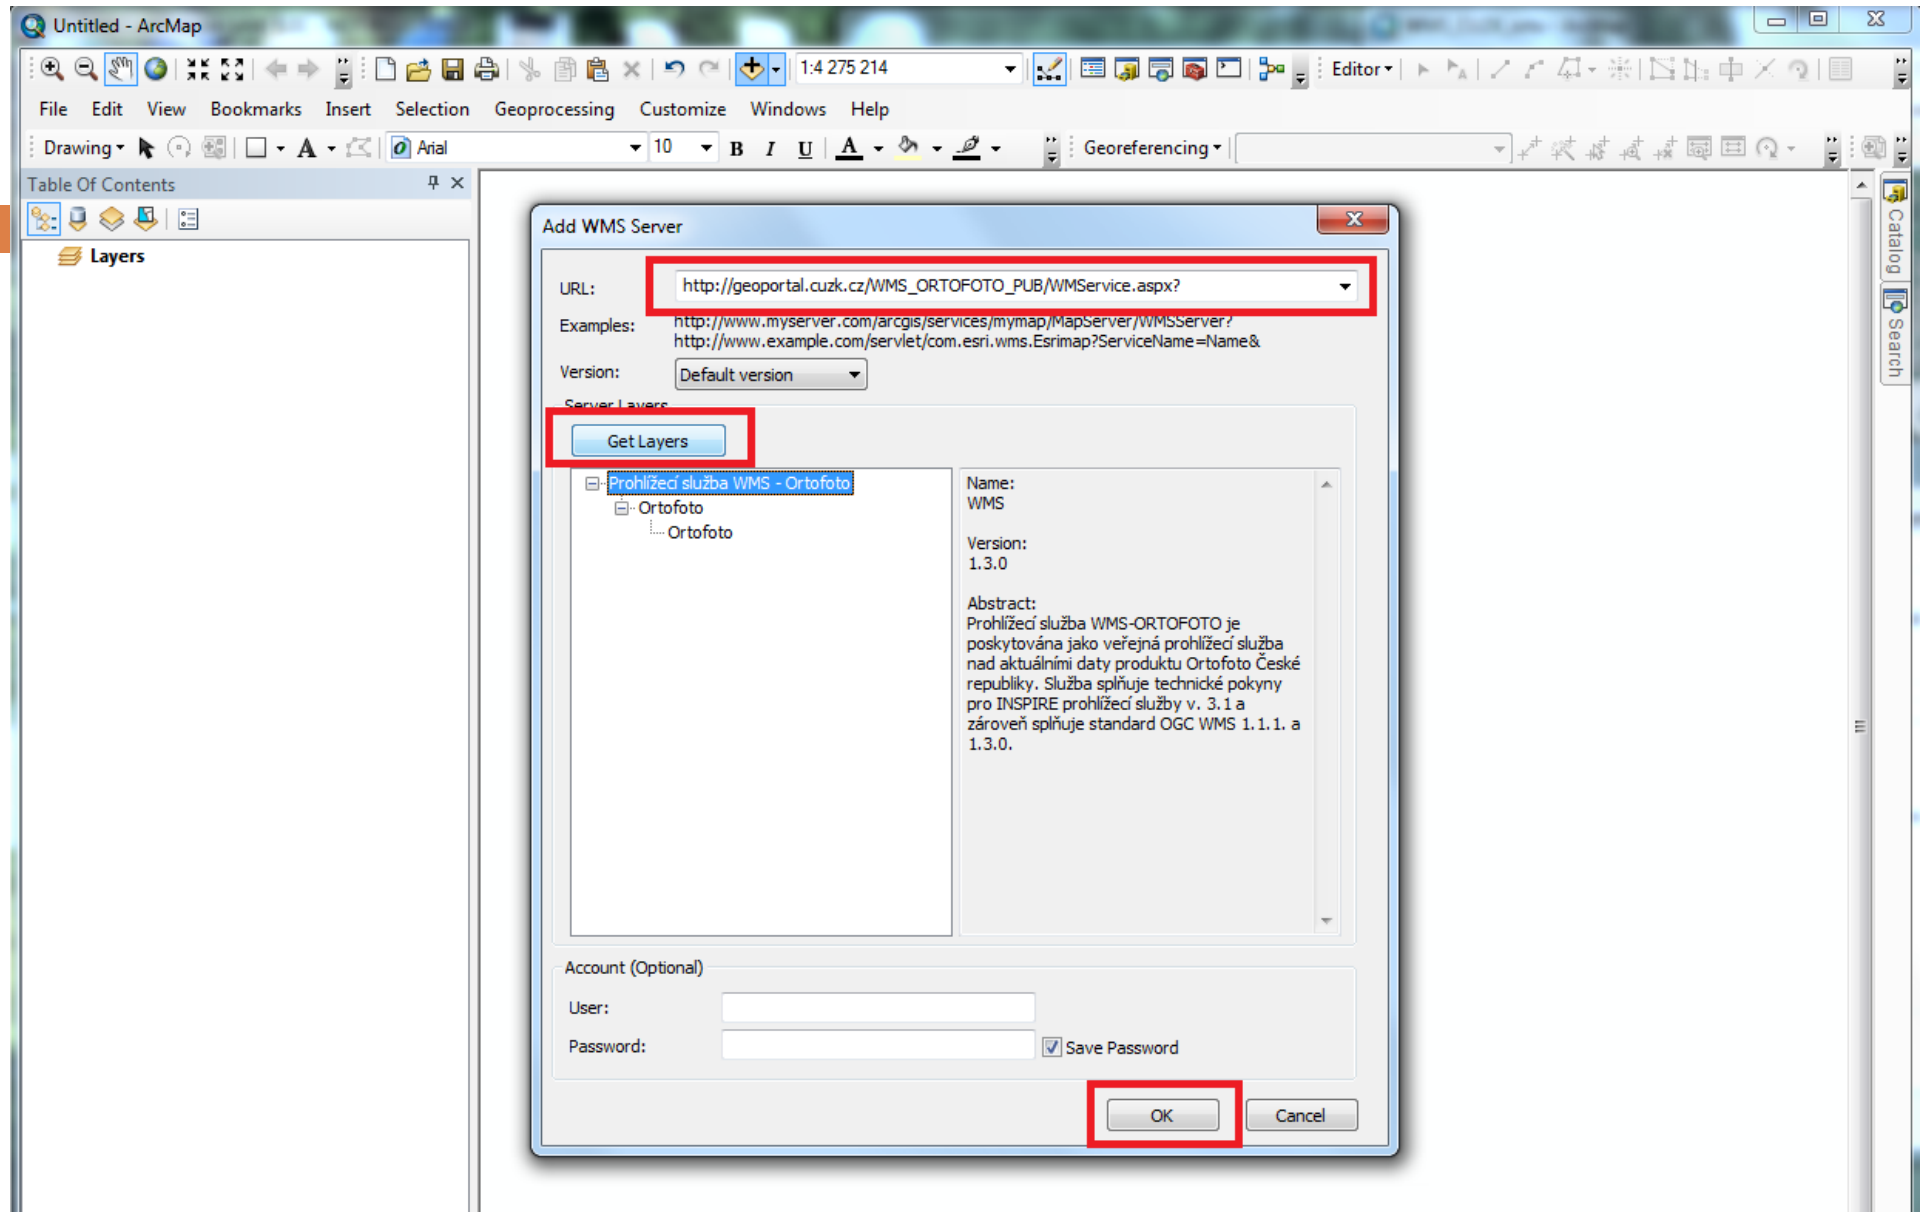 Untitled - ArcMap
1:4 275 214
Editor
File Edit View Bookmarks Insert Selection Geoprocessing Customize Windows Help
Drawing A Arial 10 B I U A Georeferencing
Table Of Contents
Layers
Catalog
Search
Add WMS Server
URL: http://geoportal.cuzk.cz/WMS_ORTOFOTO_PUB/WMService.aspx?
Examples: http://www.myserver.com/arcgis/services/mymap/MapServer/WMSServer?
http://www.example.com/servlet/com.esri.wms.Esrimap?ServiceName=Name&
Version: Default version
Server Layers
Get Layers
Prohlížecí služba WMS - Ortofoto
Ortofoto
Ortofoto
Name:
WMS
Version:
1.3.0
Abstract:
Prohlížecí služba WMS-ORTOFOTO je
poskytována jako veřejná prohlížecí služba
nad aktuálními daty produktu Ortofoto České
republiky. Služba splňuje technické pokyny
pro INSPIRE prohlížecí služby v. 3.1 a
zároveň splňuje standard OGC WMS 1.1.1. a
1.3.0.
Account (Optional)
User:
Password:
Save Password
OK Cancel